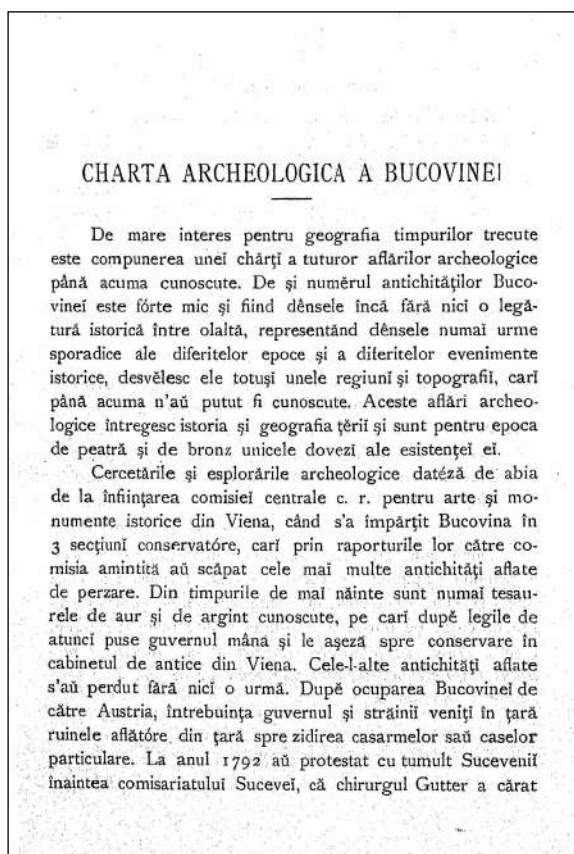 CHARTA ARCHEOLOGICA A BUCOVINEI
De mare interes pentru geografia timpurilor trecute
este compunerea uneĭ chărţi a tuturor aflărilor archeologice
până acuma cunoscute. De şi numĕrul antichităţilor Buco-
vineĭ este fórte mic şi fiind dênsele încă fără nicĭ o legă-
tură istorică între olaltă, representând dênsele numaĭ urme
sporadice ale diferitelor epoce şi a diferitelor evenimente
istorice, desvĕlesc ele totuşi unele regiunĭ şi topografiĭ, carĭ
până acuma n'aŭ putut fi cunoscute. Aceste aflări archeo-
logice întregesc istoria şi geografia ţĕriĭ şi sunt pentru epoca
de peatră şi de bronz unicele dovezĭ ale esistenţeĭ eĭ.
Cercetările şi esplorările archeologice datéză de abia
de la înfiinţarea comisieĭ centrale c. r. pentru arte şi mo-
numente istorice din Viena, când s'a împărţit Bucovina în
3 secţiunĭ conservatóre, carĭ prin raporturile lor către co-
misia amintită aŭ scăpat cele maĭ multe antichităţi aflate
de perzare. Din timpurile de maĭ năinte sunt numaĭ tesau-
rele de aur şi de argint cunoscute, pe carĭ după legile de
atuncĭ puse guvernul mâna şi le aşeză spre conservare în
cabinetul de antice din Viena. Cele-l-alte antichităţĭ aflate
s'aŭ perdut fără nicĭ o urmă. Dupĕ ocuparea Bucovineĭ de
către Austria, întrebuinţa guvernul şi străiniĭ veniţĭ în ţară
ruinele aflătóre din ţară spre zidirea casarmelor saŭ caselor
particulare. La anul 1792 aŭ protestat cu tumult Suceveniĭ
înaintea comisariatuluĭ Suceveĭ, că chirurgul Gutter a cărat